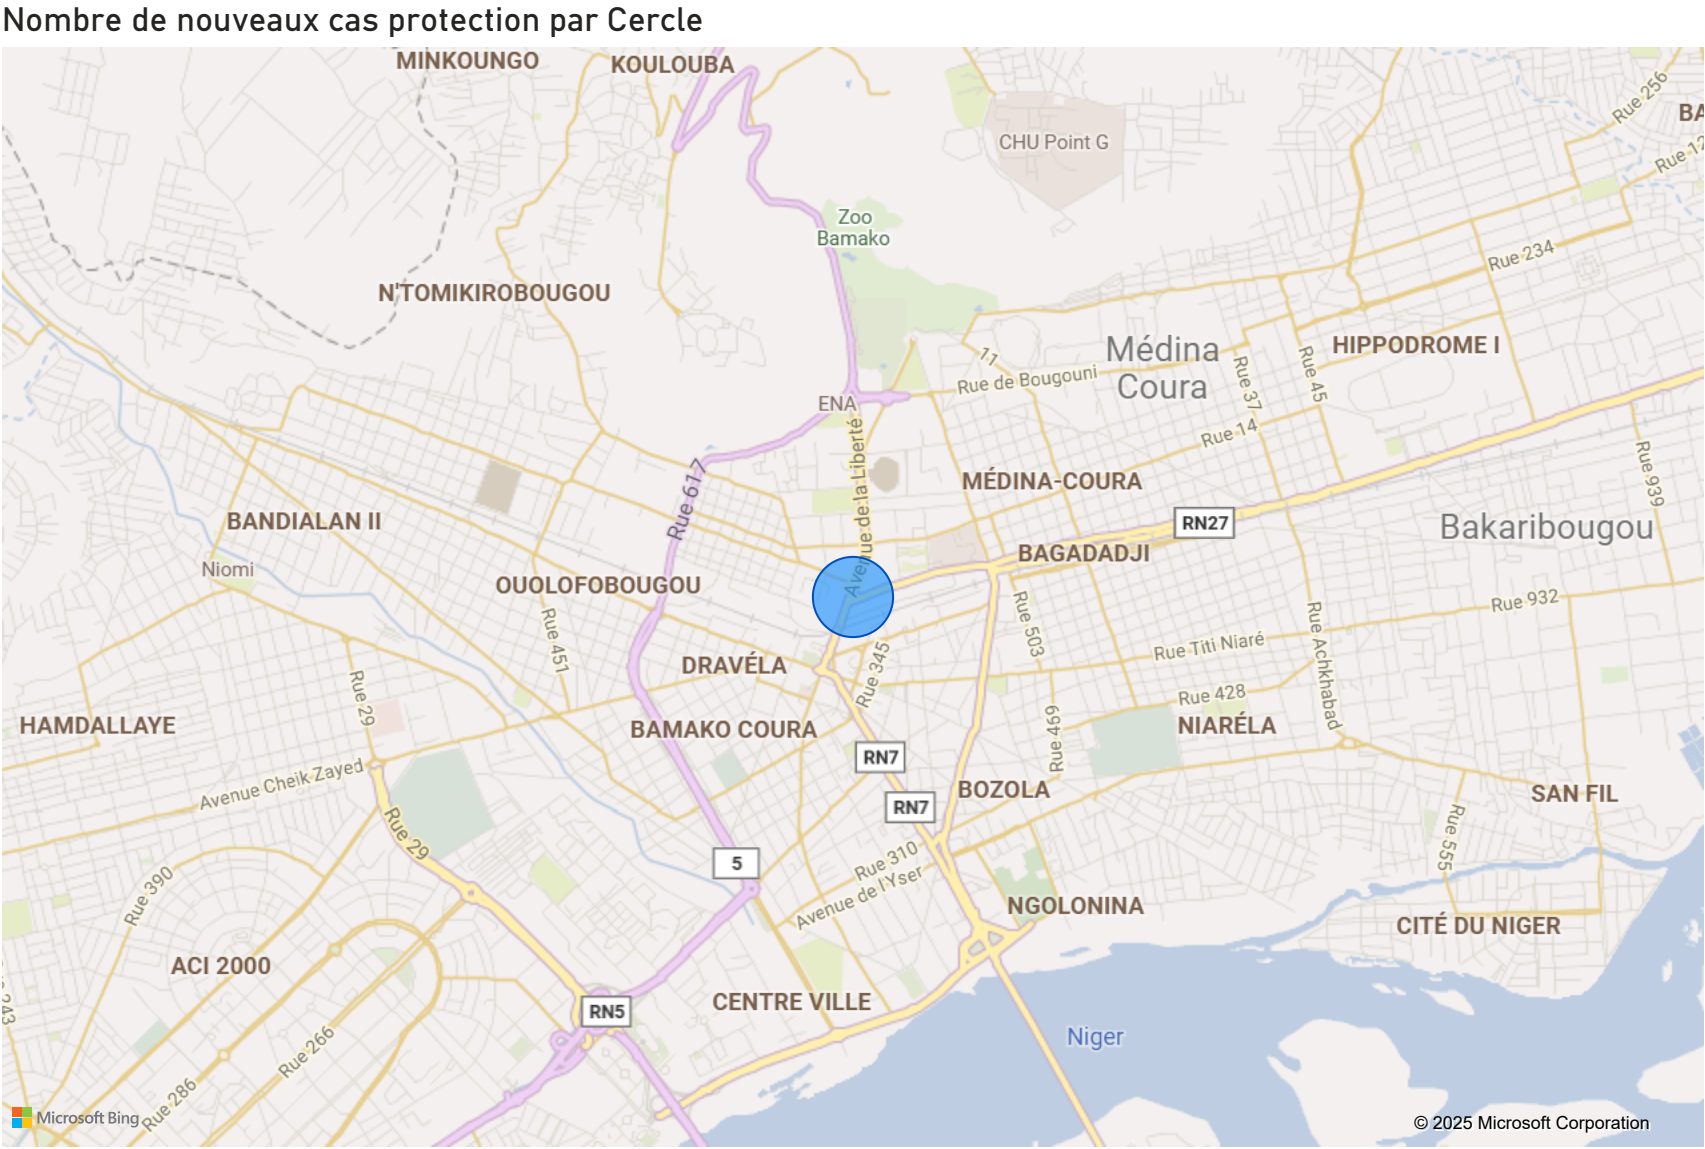 Nombre de nouveaux cas protection par Cercle
MINKOUNGO
KOULOUBA
Rue 256
CHU Point G
Zoo
Bamako
Rue 234
N'TOMIKIROBOUGOU
Médina
Coura
HIPPODROME I
11
Rue de Bougouni
Rue 37
Rue 45
ENA
Avenue de la Liberté
Rue 14
Rue 617
MÉDINA-COURA
Rue 939
BANDIALAN II
RN27
Bakaribougou
BAGADADJI
Niomi
OUOLOFOBOUGOU
Rue 451
Rue 503
Rue 932
Rue Titi Niaré
Rue Achkhabad
DRAVÉLA
Rue 345
Rue 29
Rue 428
HAMDALLAYE
BAMAKO COURA
Rue 469
NIARÉLA
RN7
Avenue Cheik Zayed
BOZOLA
SAN FIL
RN7
Rue 29
Rue 555
5
Rue 310
Avenue de l'Yser
Rue 390
NGOLONINA
CITÉ DU NIGER
ACI 2000
CENTRE VILLE
RN5
Niger
Rue 266
Rue 286
Microsoft Bing
© 2025 Microsoft Corporation